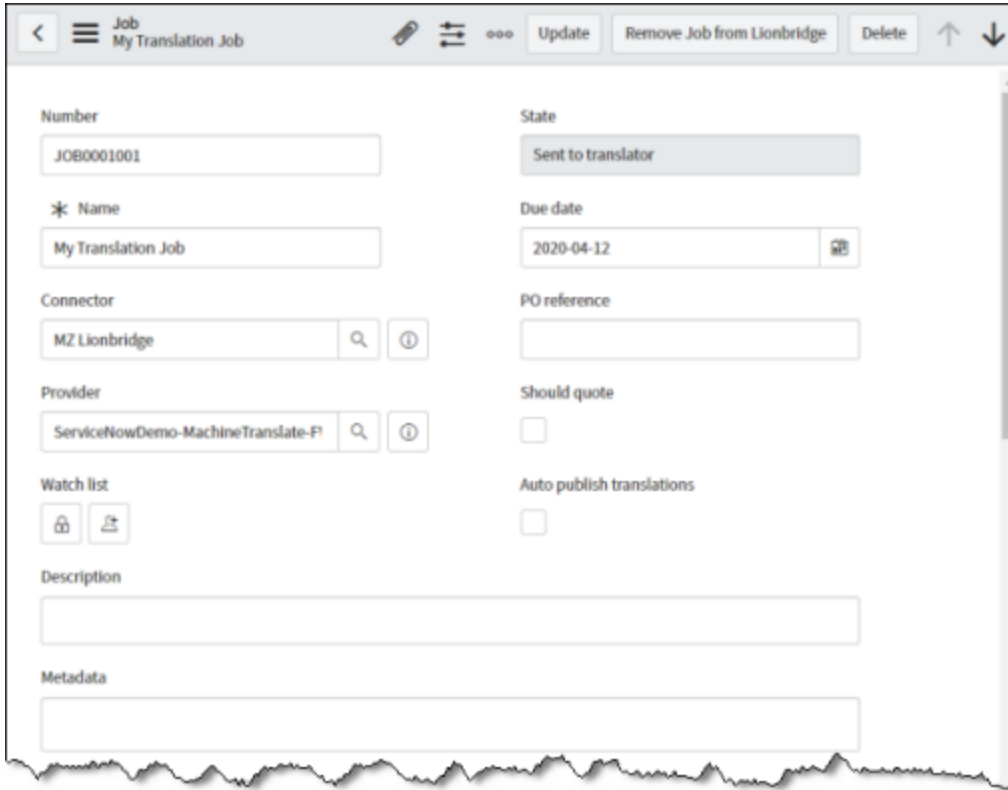 Job
My Translation Job
Update
Remove Job from Lionbridge
Delete
Number
JOB0001001
State
Sent to translator
* Name
My Translation Job
Due date
2020-04-12
Connector
MZ Lionbridge
PO reference
Provider
ServiceNowDemo-MachineTranslate-F
Should quote
Watch list
Auto publish translations
Description
Metadata